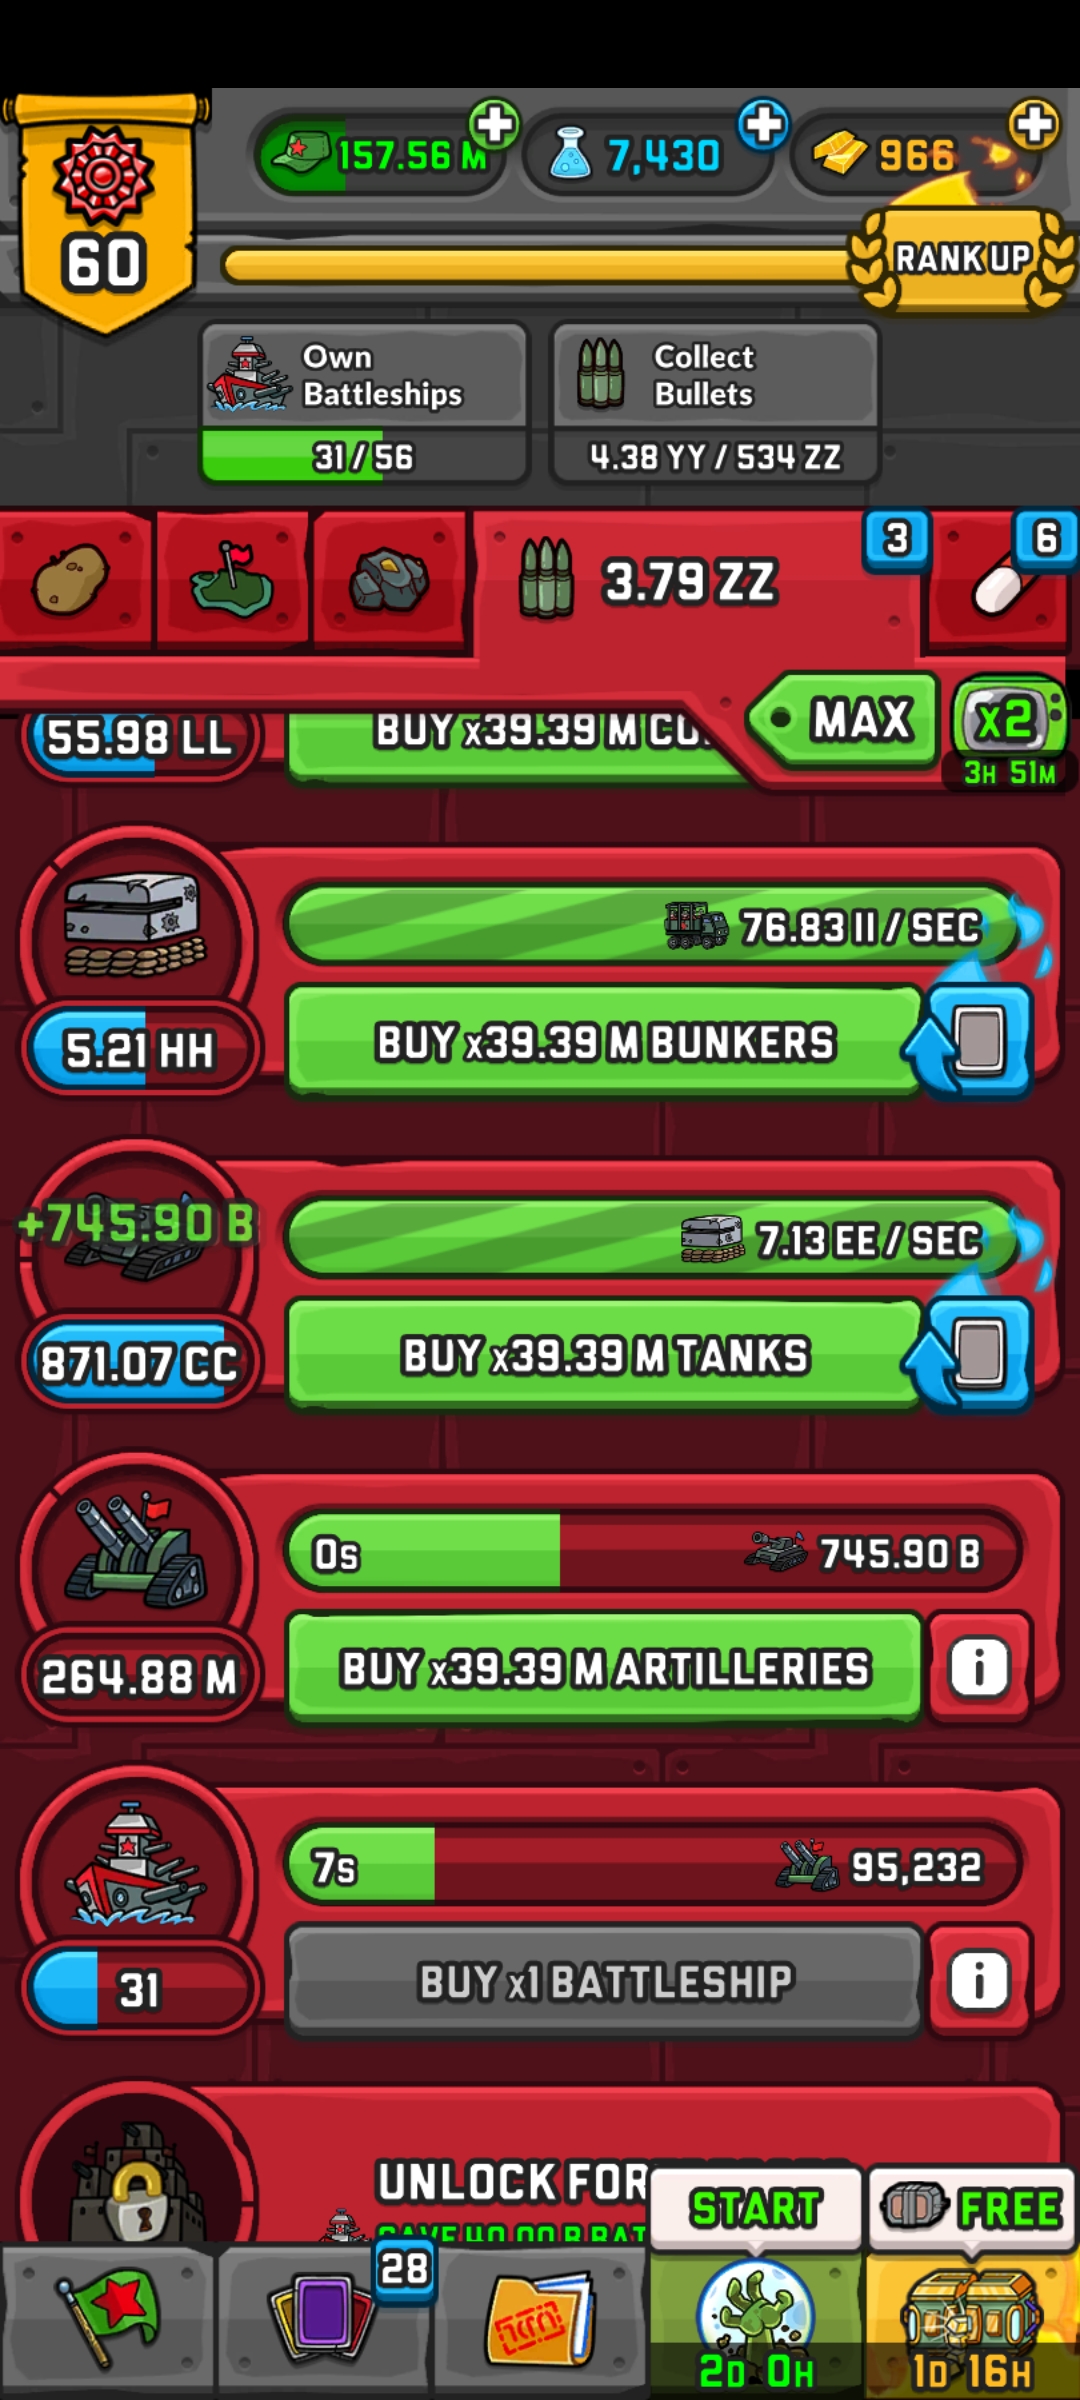 157.56 M
7,430
966
60
RANK UP
Own
Battleships
31 / 56
Collect
Bullets
4.38 YY / 534 ZZ
3.79 ZZ
3
6
MAX
x2
3H 51M
55.98 LL
BUY x39.39 M CO
76.83 II / SEC
5.21 HH
BUY x39.39 M BUNKERS
+745.90 B
7.13 EE / SEC
871.07 CC
BUY x39.39 M TANKS
0s
745.90 B
264.88 M
BUY x39.39 M ARTILLERIES
i
7s
95,232
31
BUY x1 BATTLESHIP
i
UNLOCK FOR
START
FREE
28
2D 0H
1D 16H